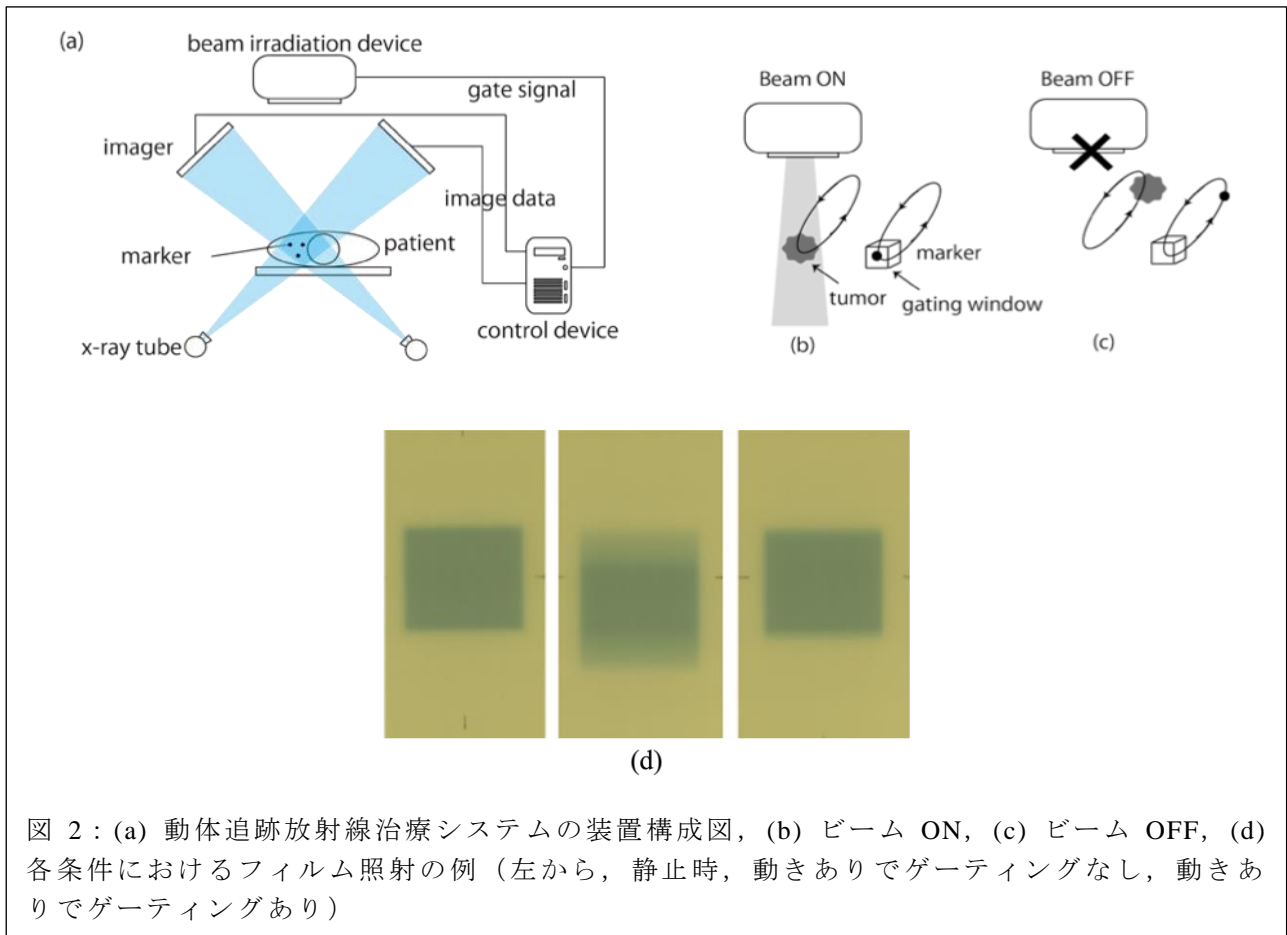 (a)
beam irradiation device
gate signal
imager
image data
marker
patient
x-ray tube
control device
Beam ON
marker
tumor
gating window
(b)
Beam OFF
(c)
(d)
図 2：(a) 動体追跡放射線治療システムの装置構成図, (b) ビーム ON, (c) ビーム OFF, (d)
各条件におけるフィルム照射の例（左から，静止時，動きありでゲーティングなし，動きあ
りでゲーティングあり）